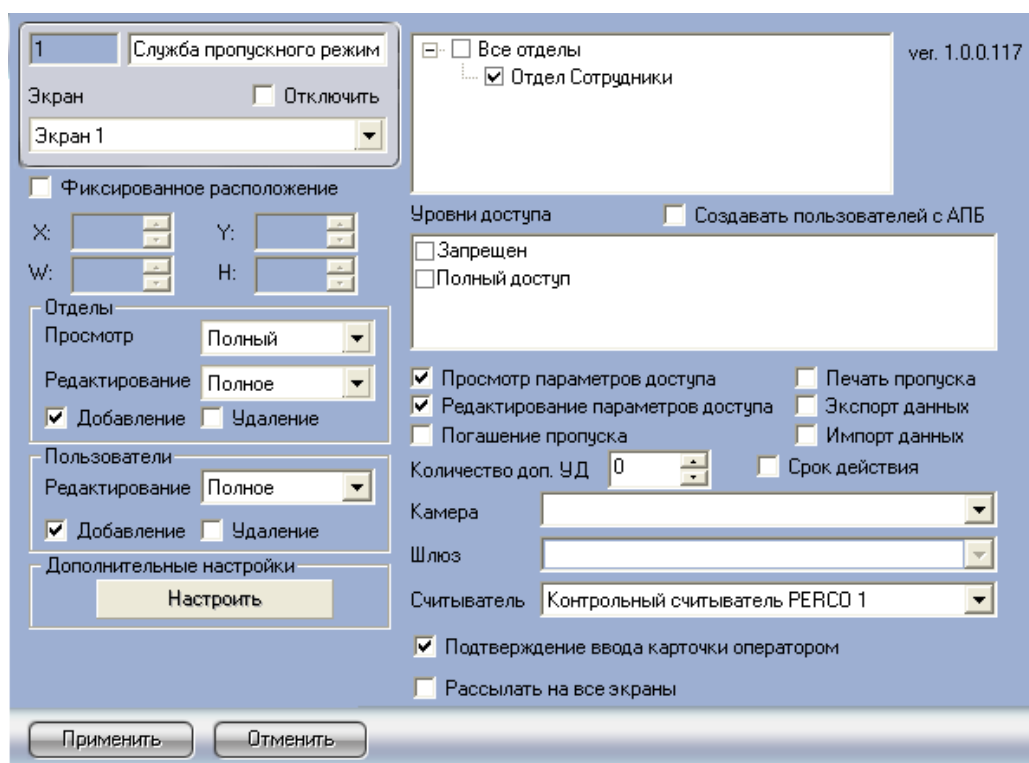 1 Служба пропускного режим
Экран Отключить
Экран 1
Фиксированное расположение
X: Y:
W: H:
Отделы
Просмотр Полный
Редактирование Полное
Добавление Удаление
Пользователи
Редактирование Полное
Добавление Удаление
Дополнительные настройки
Настроить
Все отделы
Отдел Сотрудники
ver. 1.0.0.117
Уровни доступа Создавать пользователей с АПБ
Запрещен
Полный доступ
Просмотр параметров доступа Печать пропуска
Редактирование параметров доступа Экспорт данных
Погашение пропуска Импорт данных
Количество доп. УД 0 Срок действия
Камера
Шлюз
Считыватель Контрольный считыватель PERCO 1
Подтверждение ввода карточки оператором
Рассылать на все экраны
Применить Отменить